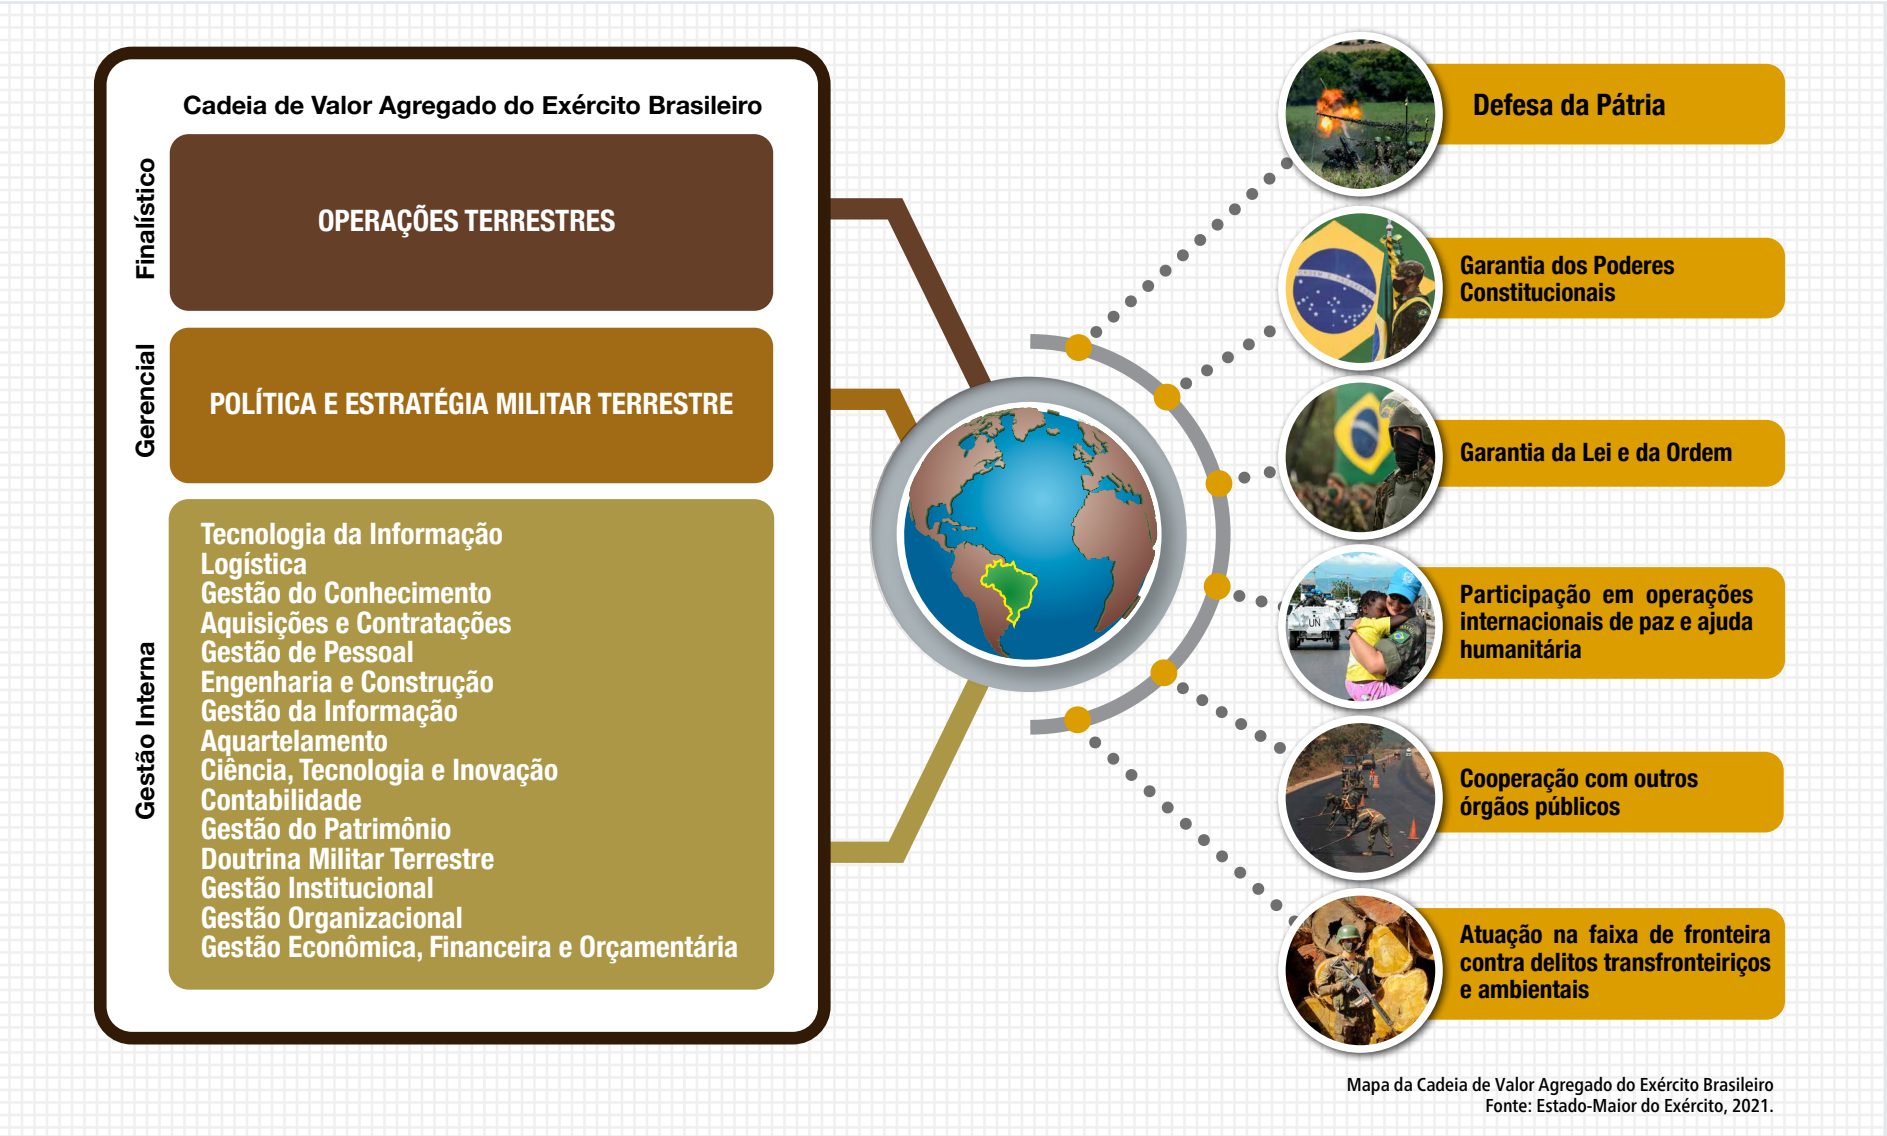 Cadeia de Valor Agregado do Exército Brasileiro
Finalístico
OPERAÇÕES TERRESTRES
Gerencial
POLÍTICA E ESTRATÉGIA MILITAR TERRESTRE
Gestão Interna
Tecnologia da Informação
Logística
Gestão do Conhecimento
Aquisições e Contratações
Gestão de Pessoal
Engenharia e Construção
Gestão da Informação
Aquartelamento
Ciência, Tecnologia e Inovação
Contabilidade
Gestão do Patrimônio
Doutrina Militar Terrestre
Gestão Institucional
Gestão Organizacional
Gestão Econômica, Financeira e Orçamentária
Defesa da Pátria
Garantia dos Poderes
Constitucionais
Garantia da Lei e da Ordem
UN
Participação em operações
internacionais de paz e ajuda
humanitária
Cooperação com outros
órgãos públicos
Atuação na faixa de fronteira
contra delitos transfronteiriços
e ambientais
Mapa da Cadeia de Valor Agregado do Exército Brasileiro
Fonte: Estado-Maior do Exército, 2021.